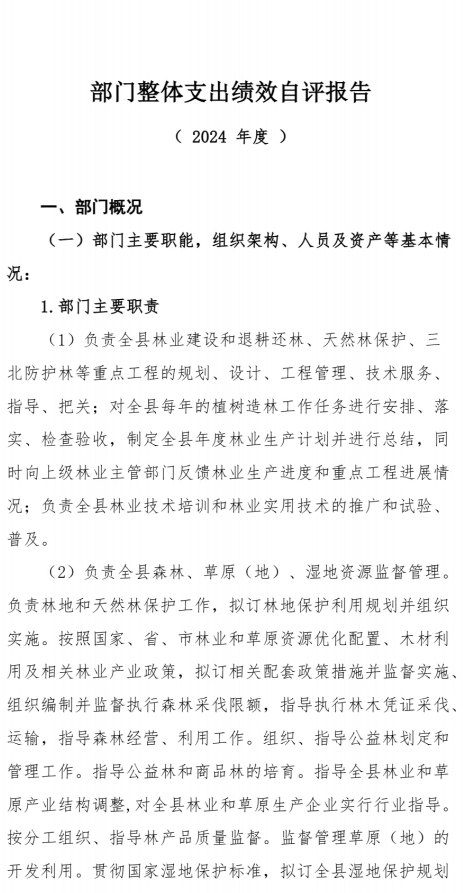 部门整体支出绩效自评报告
（ 2024 年度 ）
一、部门概况
（一）部门主要职能，组织架构、人员及资产等基本情
况：
1.部门主要职责
（1）负责全县林业建设和退耕还林、天然林保护、三
北防护林等重点工程的规划、设计、工程管理、技术服务、
指导、把关；对全县每年的植树造林工作任务进行安排、落
实、检查验收，制定全县年度林业生产计划并进行总结，同
时向上级林业主管部门反馈林业生产进度和重点工程进展情
况；负责全县林业技术培训和林业实用技术的推广和试验、
普及。
（2）负责全县森林、草原（地）、湿地资源监督管理。
负责林地和天然林保护工作，拟订林地保护利用规划并组织
实施。按照国家、省、市林业和草原资源优化配置、木材利
用及相关林业产业政策，拟订相关配套政策措施并监督实施、
组织编制并监督执行森林采伐限额，指导执行林木凭证采伐、
运输，指导森林经营、利用工作。组织、指导公益林划定和
管理工作。指导公益林和商品林的培育。指导全县林业和草
原产业结构调整,对全县林业和草原生产企业实行行业指导。
按分工组织、指导林产品质量监督。监督管理草原（地）的
开发利用。贯彻国家湿地保护标准，拟订全县湿地保护规划